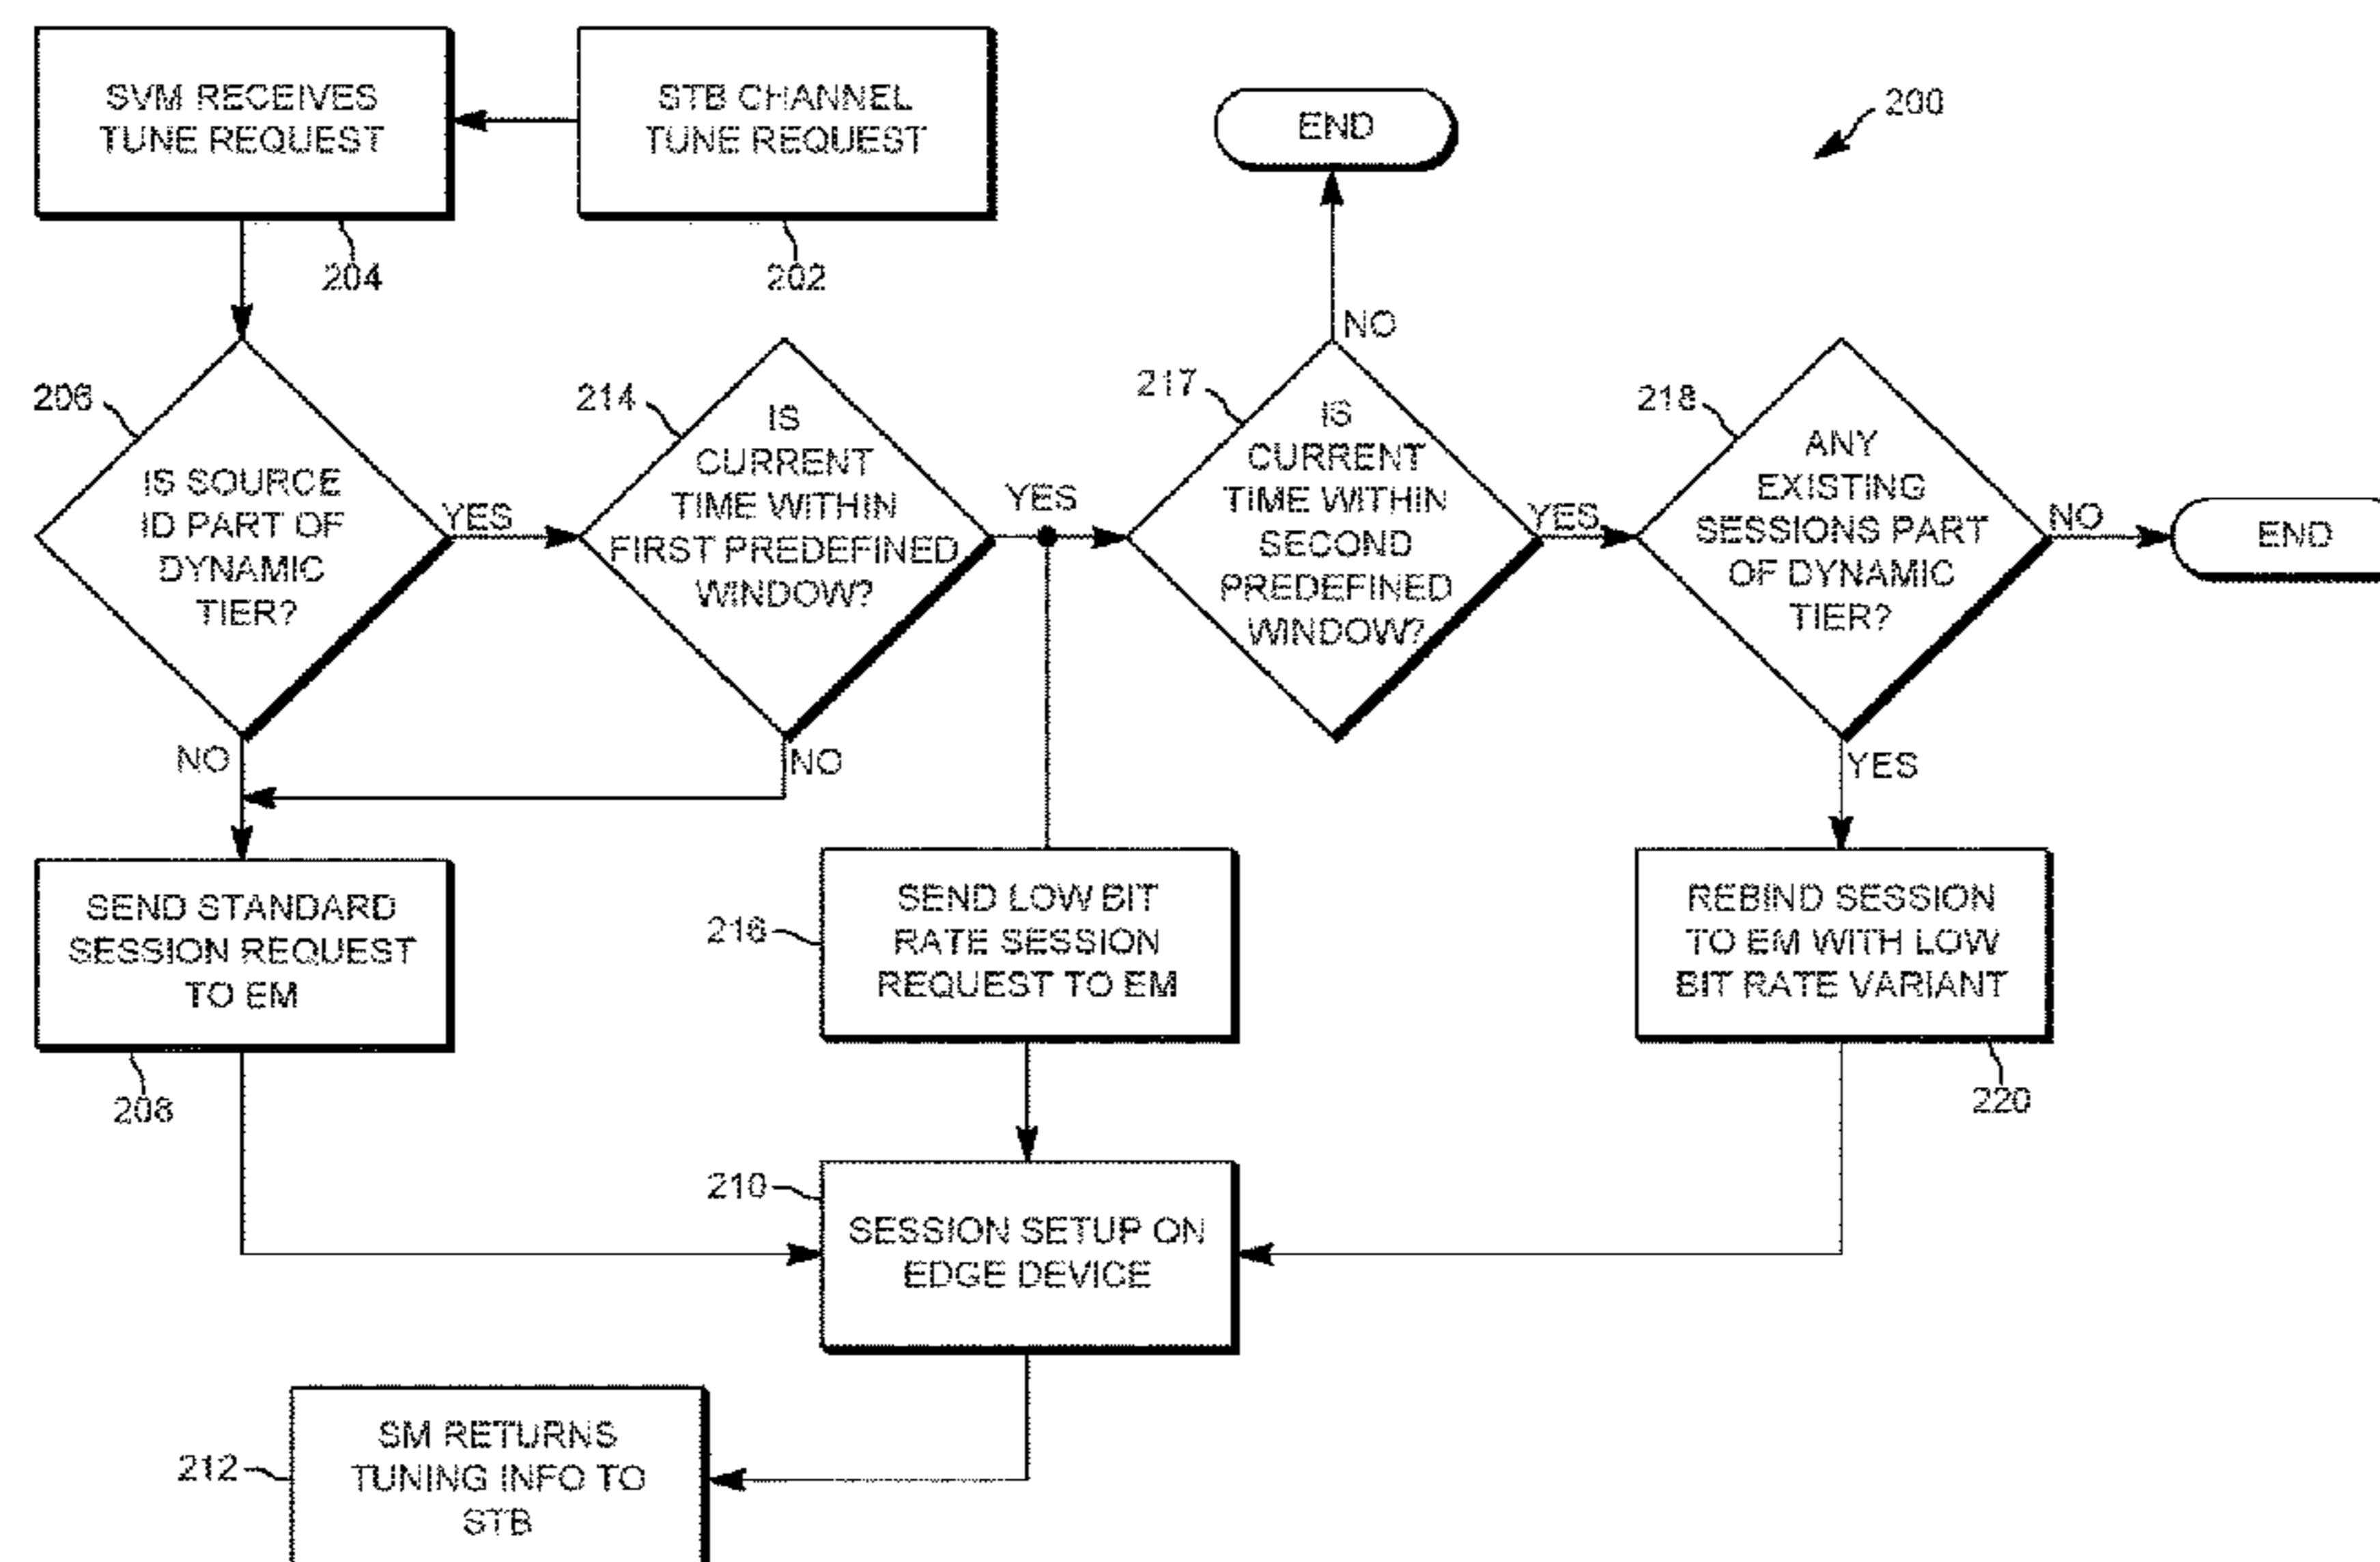 SVM RECEIVES
TUNE REQUEST
204
STB CHANNEL
TUNE REQUEST
202
END
200
206
IS SOURCE
ID PART OF
DYNAMIC
TIER?
YES
NO
214
IS
CURRENT
TIME WITHIN
FIRST PREDEFINED
WINDOW?
YES
NO
217
IS
CURRENT
TIME WITHIN
SECOND
PREDEFINED
WINDOW?
NO
YES
218
ANY
EXISTING
SESSIONS PART
OF DYNAMIC
TIER?
NO
YES
END
SEND STANDARD
SESSION REQUEST
TO EM
208
216
SEND LOW BIT
RATE SESSION
REQUEST TO EM
REBIND SESSION
TO EM WITH LOW
BIT RATE VARIANT
220
210
SESSION SETUP ON
EDGE DEVICE
212
SM RETURNS
TUNING INFO TO
STB